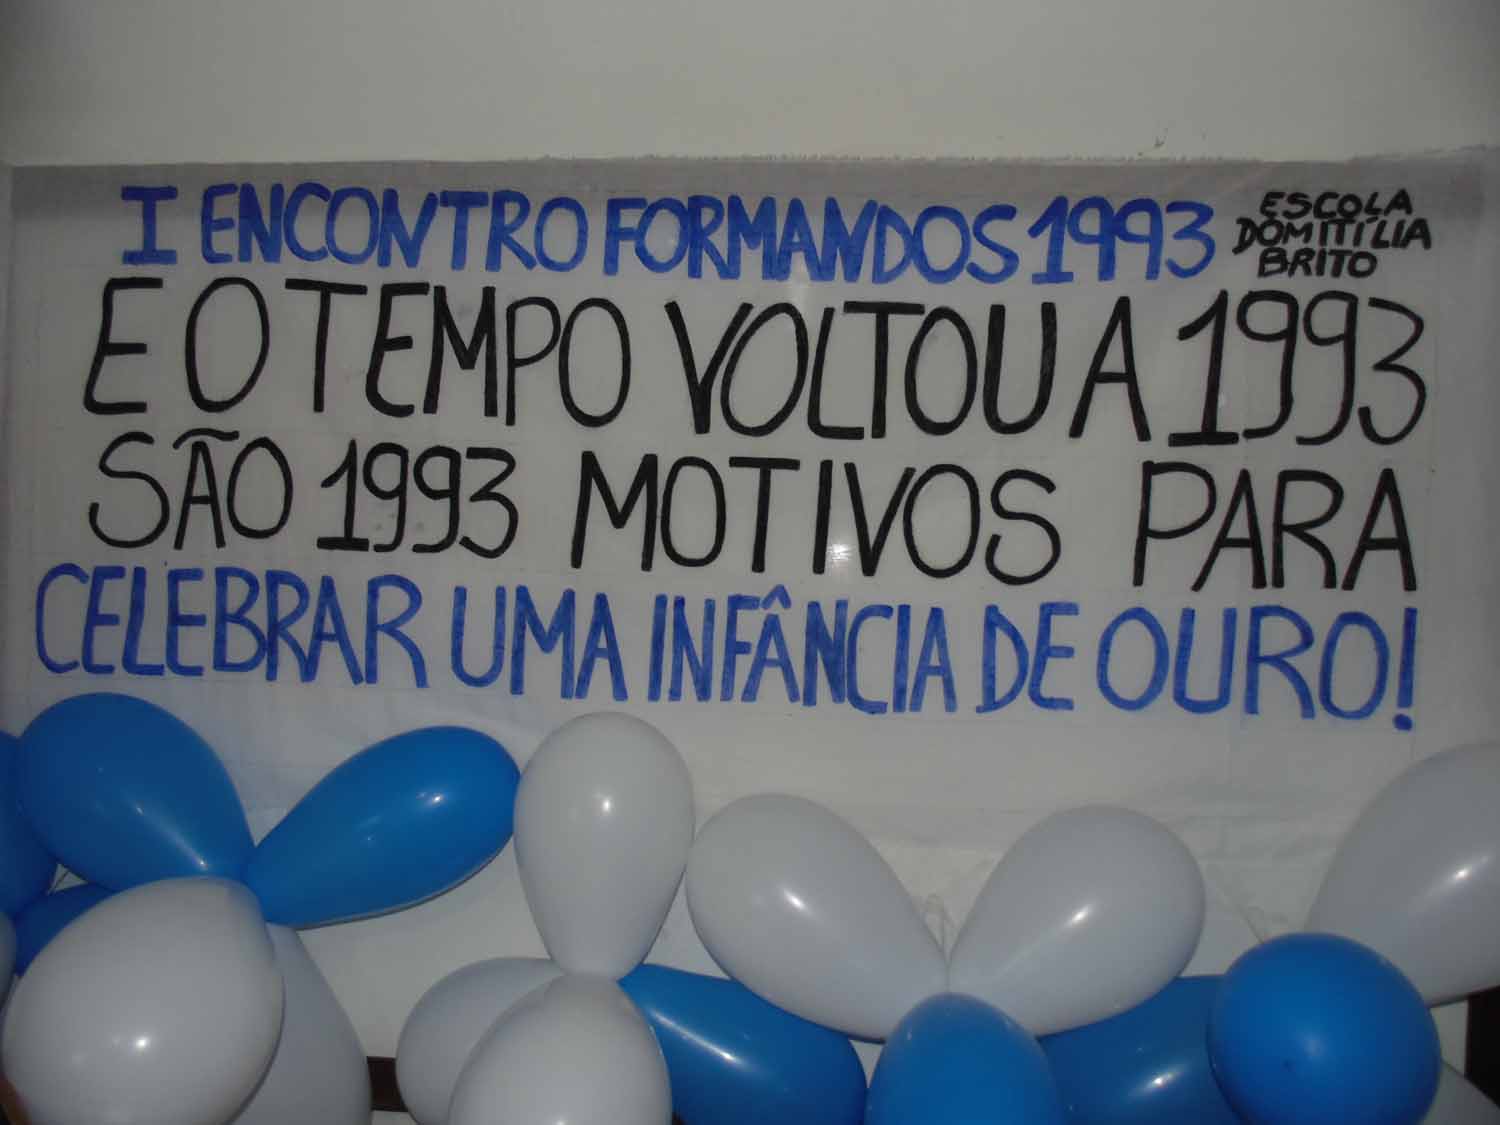 I ENCONTRO FORMANDOS 1993
ESCOLA
DOMITÍLIA
BRITO
E O TEMPO VOLTOU A 1993
SÃO 1993 MOTIVOS PARA
CELEBRAR UMA INFÂNCIA DE OURO!